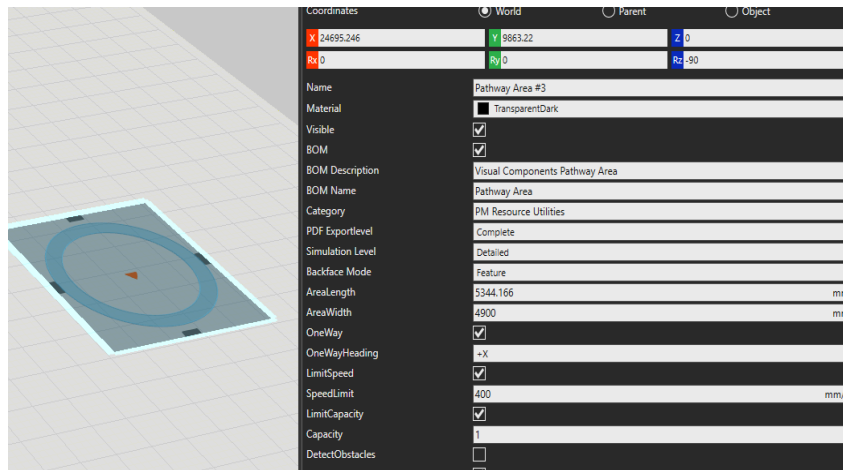 Coordinates World Parent Object
X 24695.246 Y 9863.22 Z 0
Rx 0 Ry 0 Rz -90
Name Pathway Area #3
Material TransparentDark
Visible
BOM
BOM Description Visual Components Pathway Area
BOM Name Pathway Area
Category PM Resource Utilities
PDF Exportlevel Complete
Simulation Level Detailed
Backface Mode Feature
AreaLength 5344.166
AreaWidth 4900
OneWay
OneWayHeading +X
LimitSpeed
SpeedLimit 400 mm/
LimitCapacity
Capacity 1
DetectObstacles